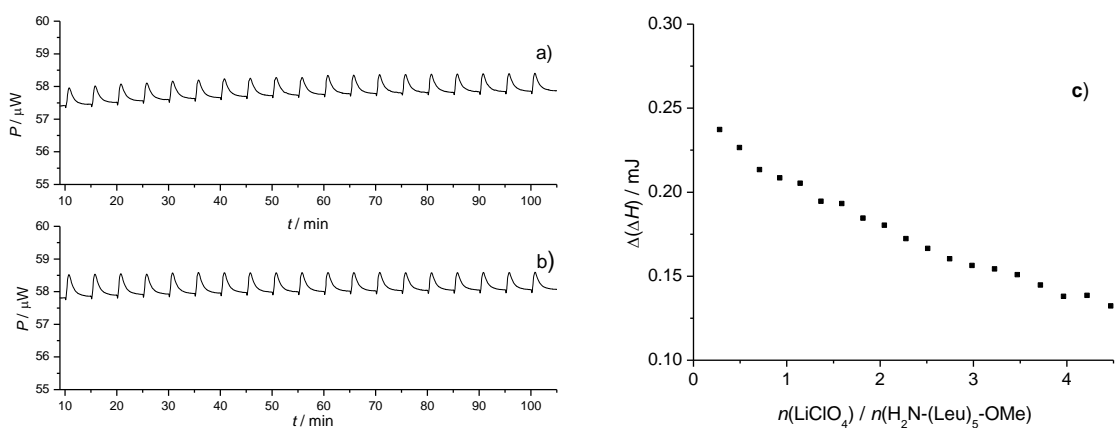 a)
60
59
58
57
56
55
P / μW
10 20 30 40 50 60 70 80 90 100
t / min
b)
60
59
58
57
56
55
P / μW
10 20 30 40 50 60 70 80 90 100
t / min
c)
0.30
0.25
0.20
0.15
0.10
Δ(ΔH) / mJ
0 1 2 3 4
n(LiClO₄) / n(H₂N-(Leu)₅-OMe)